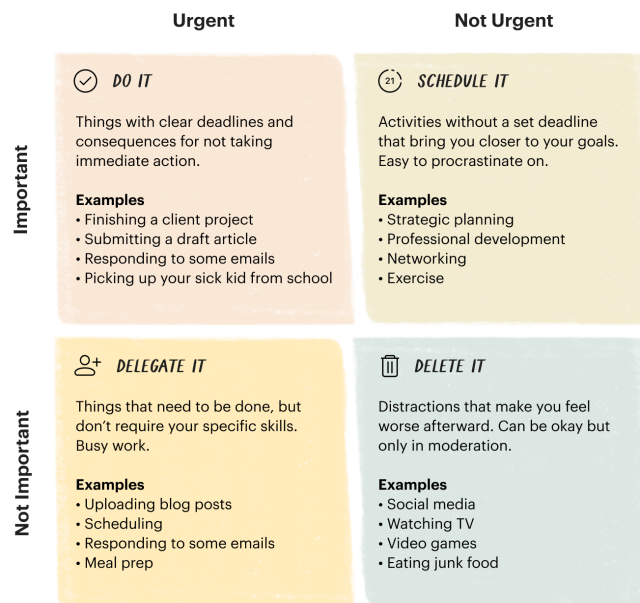 Urgent
Not Urgent
Important
DO IT
Things with clear deadlines and
consequences for not taking
immediate action.
Examples
• Finishing a client project
• Submitting a draft article
• Responding to some emails
• Picking up your sick kid from school
21
SCHEDULE IT
Activities without a set deadline
that bring you closer to your goals.
Easy to procrastinate on.
Examples
• Strategic planning
• Professional development
• Networking
• Exercise
Not Important
DELEGATE IT
Things that need to be done, but
don’t require your specific skills.
Busy work.
Examples
• Uploading blog posts
• Scheduling
• Responding to some emails
• Meal prep
DELETE IT
Distractions that make you feel
worse afterward. Can be okay but
only in moderation.
Examples
• Social media
• Watching TV
• Video games
• Eating junk food